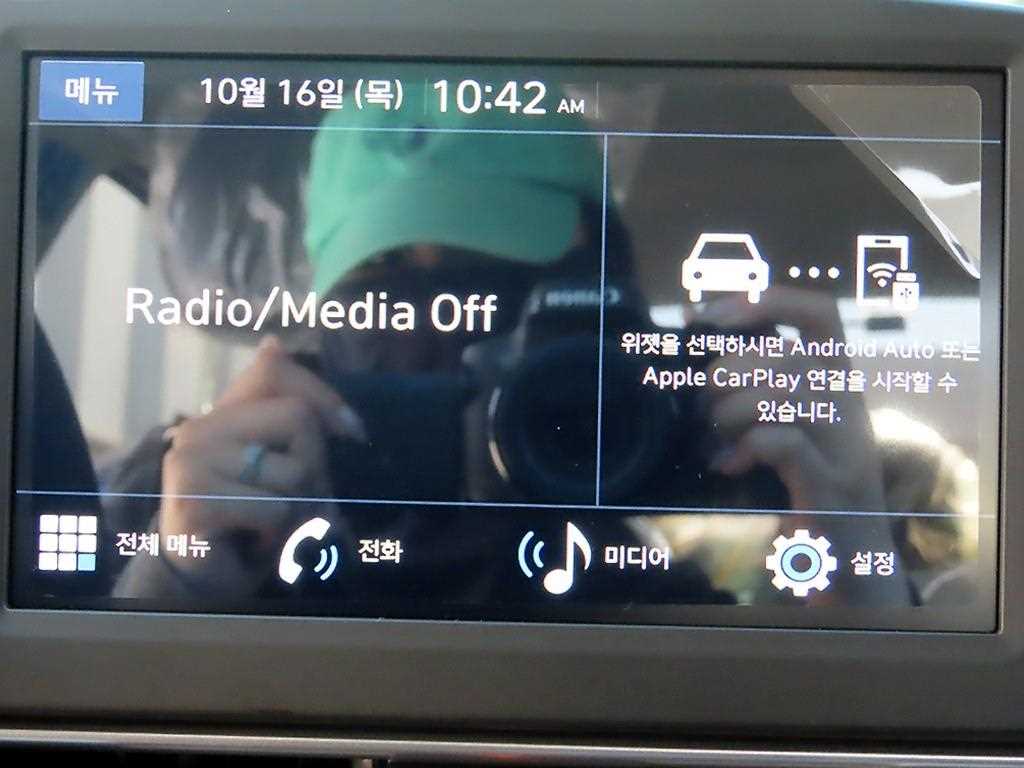 메뉴
10월 16일 (목)
10:42 AM
Radio/Media Off
위젯을 선택하시면 Android Auto 또는
Apple CarPlay 연결을 시작할 수
있습니다.
전체 메뉴
전화
미디어
설정
Canon